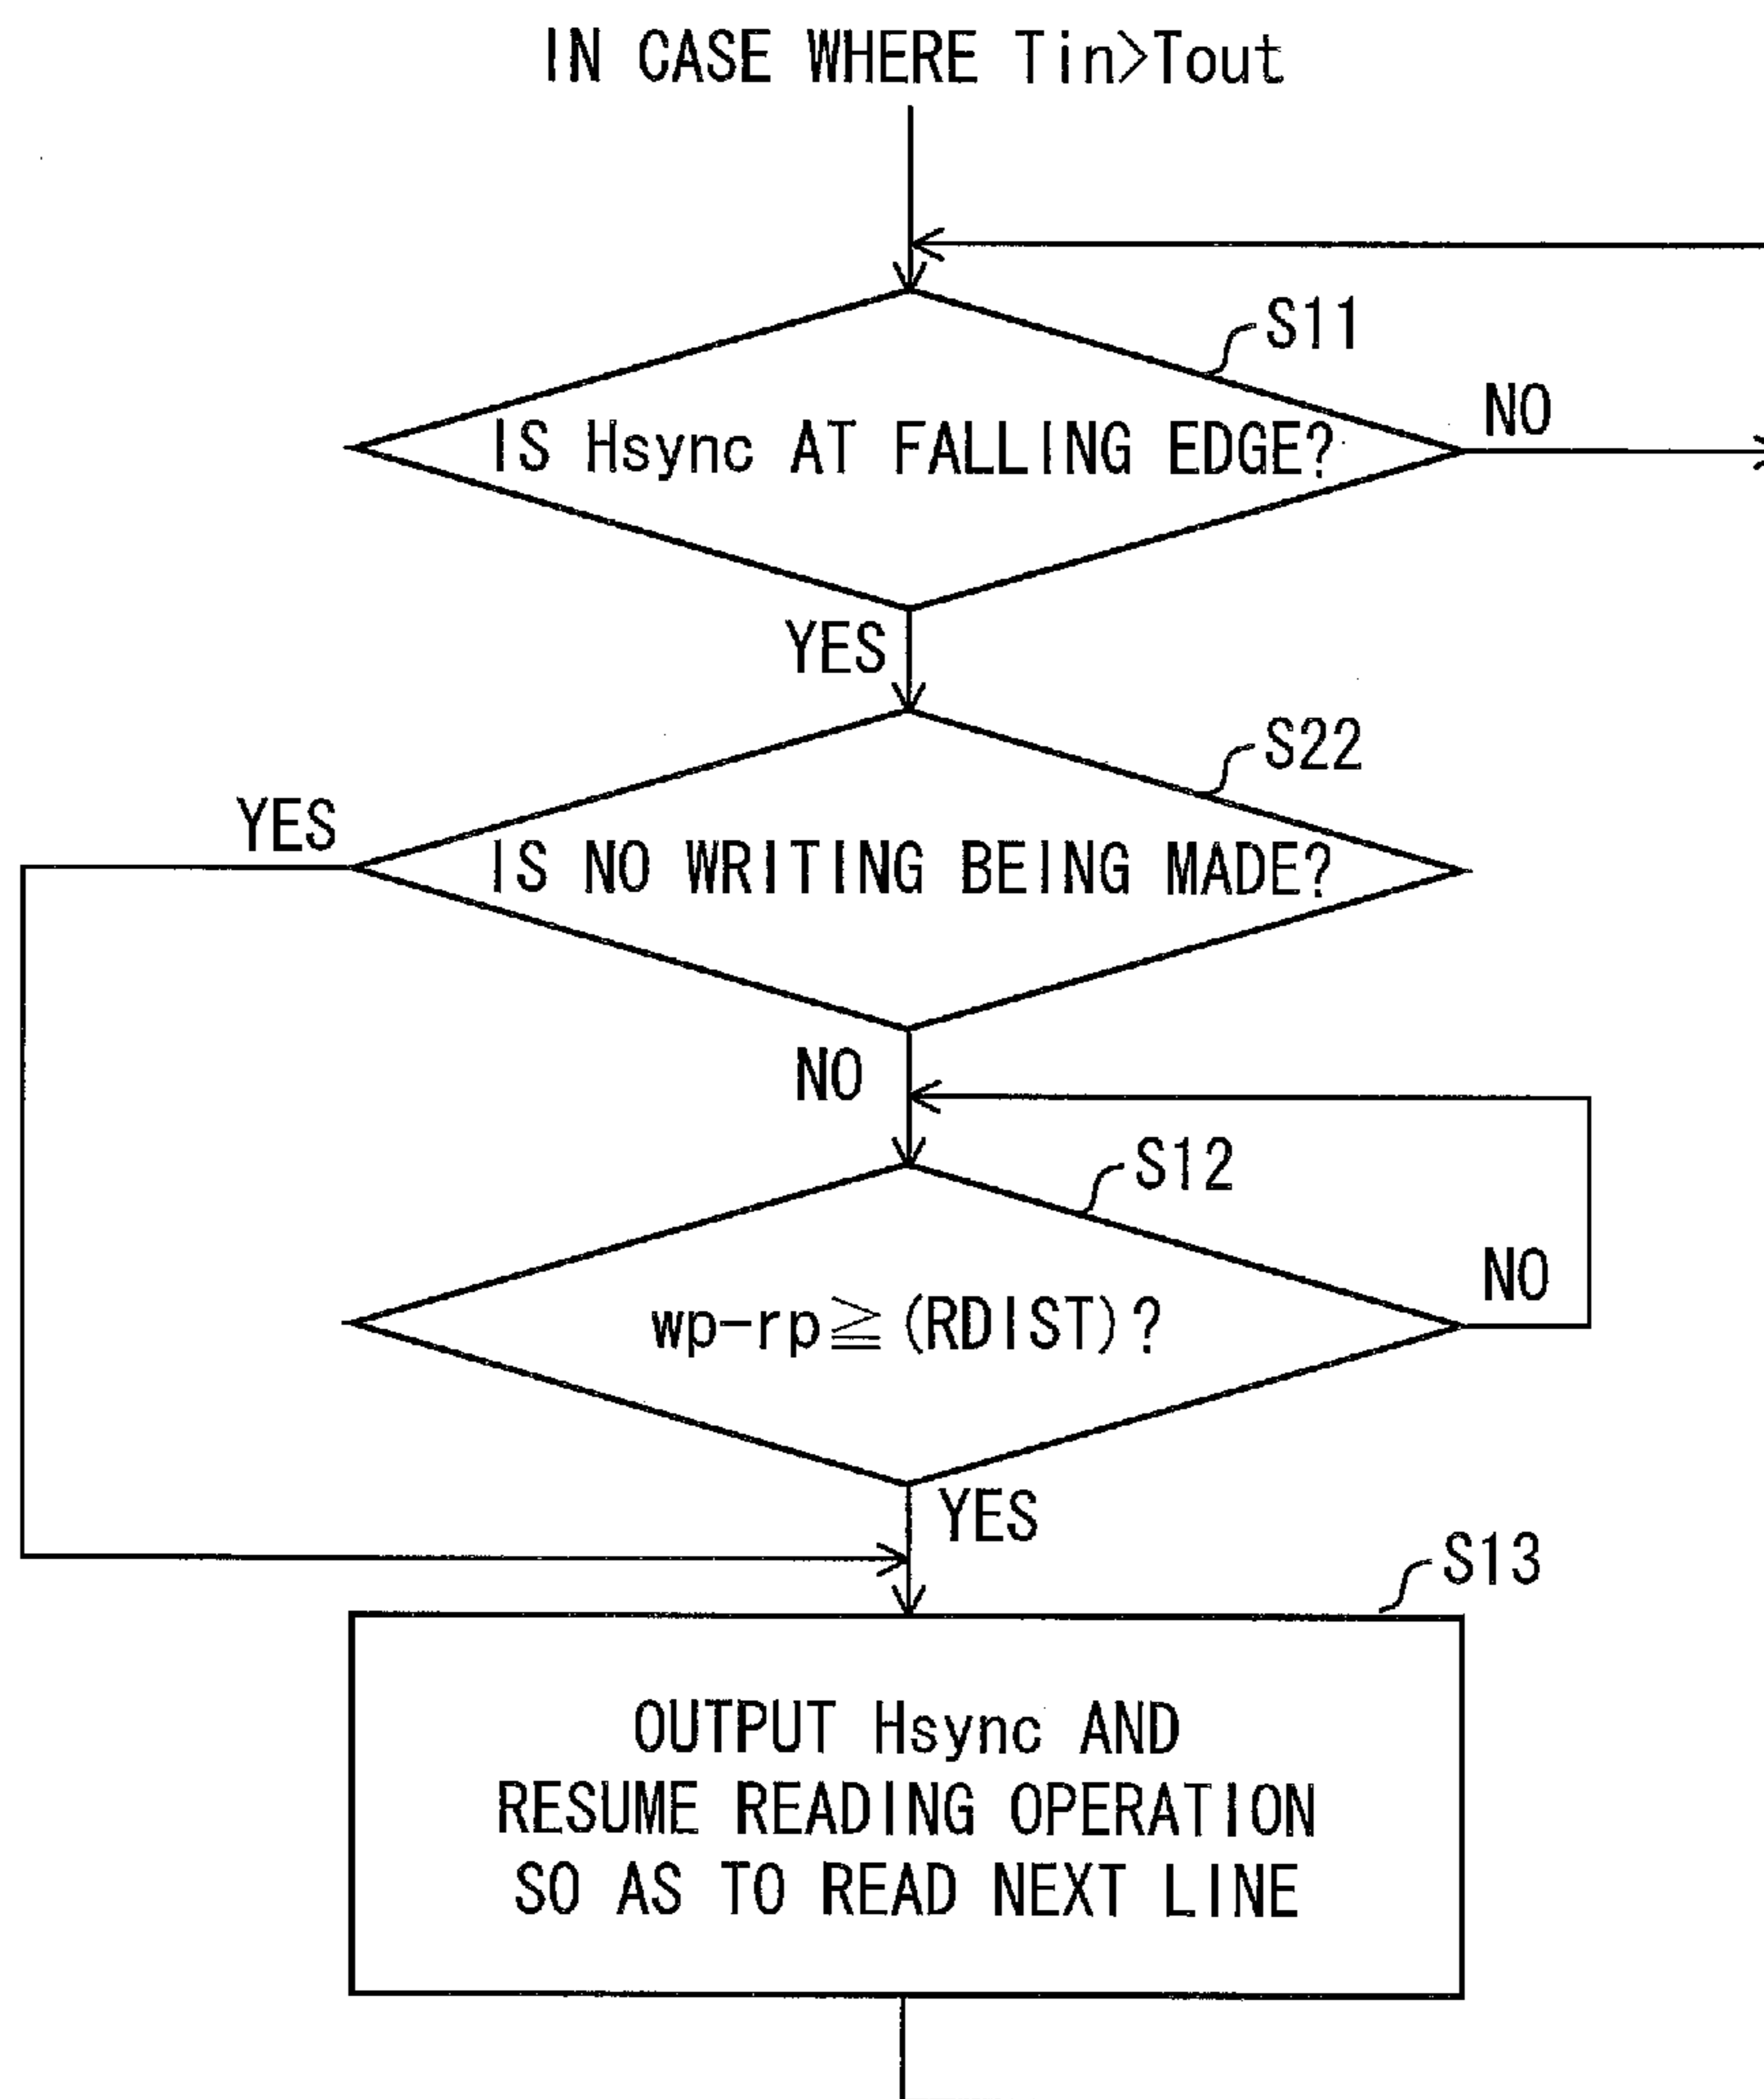 IN CASE WHERE Tin>Tout
S11
NO
IS Hsync AT FALLING EDGE?
YES
S22
YES
IS NO WRITING BEING MADE?
NO
S12
NO
wp-rp≧(RDIST)?
YES
S13
OUTPUT Hsync AND
RESUME READING OPERATION
SO AS TO READ NEXT LINE